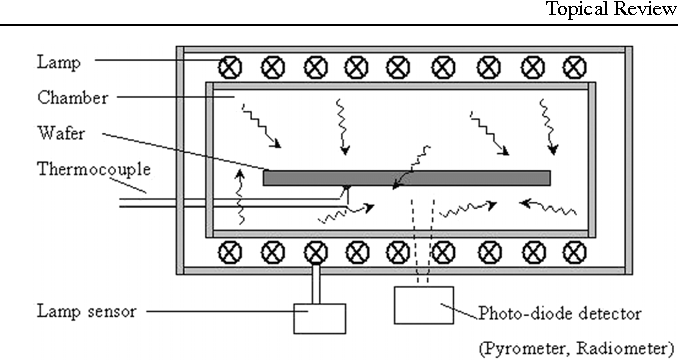 Topical Review
Lamp
Chamber
Wafer
Thermocouple
Lamp sensor
Photo-diode detector
(Pyrometer, Radiometer)